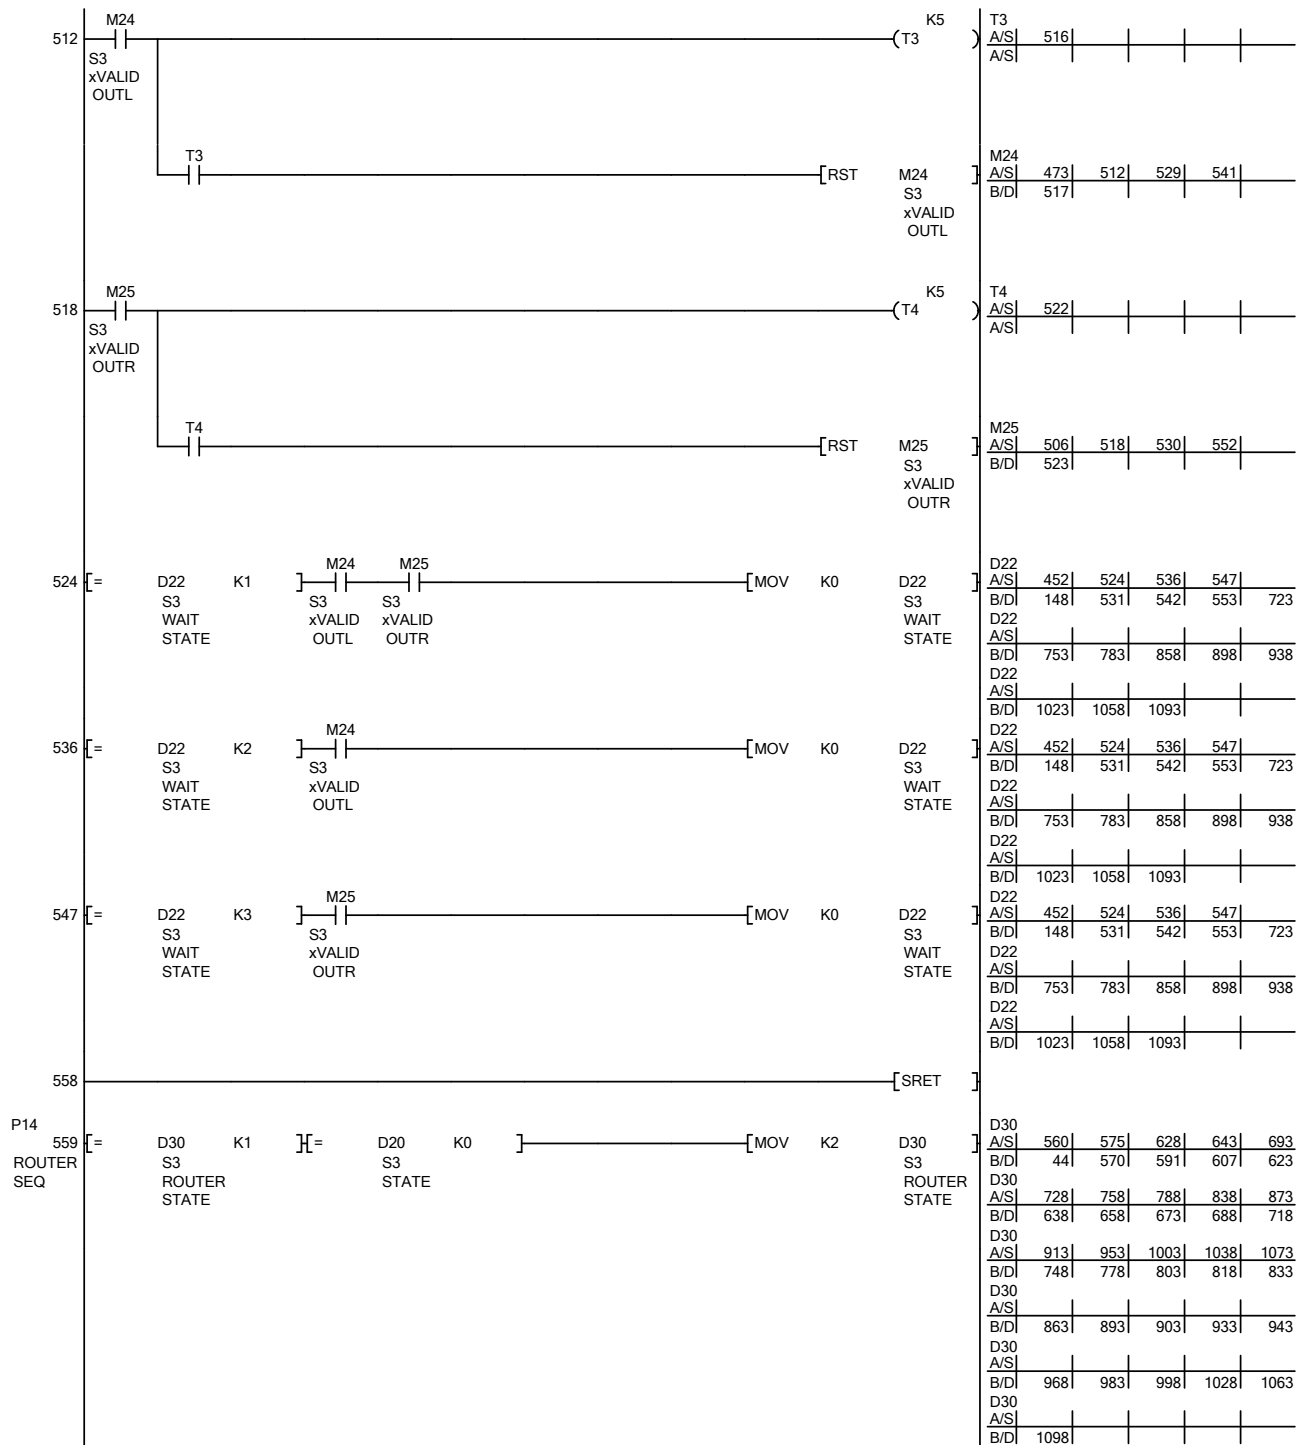 M24 K5 T3
512 (T3 ) A/S 516
S3 A/S
xVALID
OUTL
T3 M24
[RST M24 ] A/S 473 512 529 541
S3 B/D 517
xVALID
OUTL
M25 K5 T4
518 (T4 ) A/S 522
S3 A/S
xVALID
OUTR
T4 M25
[RST M25 ] A/S 506 518 530 552
S3 B/D 523
xVALID
OUTR
M24 M25 D22
524 [= D22 K1 ] [MOV K0 D22 ] A/S 452 524 536 547
S3 S3 S3 S3 B/D 148 531 542 553 723
WAIT xVALID xVALID WAIT D22
STATE OUTL OUTR STATE A/S
B/D 753 783 858 898 938
D22
A/S
B/D 1023 1058 1093
M24 D22
536 [= D22 K2 ] [MOV K0 D22 ] A/S 452 524 536 547
S3 S3 S3 B/D 148 531 542 553 723
WAIT xVALID WAIT D22
STATE OUTL STATE A/S
B/D 753 783 858 898 938
D22
A/S
B/D 1023 1058 1093
M25 D22
547 [= D22 K3 ] [MOV K0 D22 ] A/S 452 524 536 547
S3 S3 S3 B/D 148 531 542 553 723
WAIT xVALID WAIT D22
STATE OUTR STATE A/S
B/D 753 783 858 898 938
D22
A/S
B/D 1023 1058 1093
558 [SRET ]
P14 D30
559 [= D30 K1 ][= D20 K0 ] [MOV K2 D30 ] A/S 560 575 628 643 693
ROUTER S3 S3 S3 B/D 44 570 591 607 623
SEQ ROUTER STATE ROUTER D30
STATE STATE A/S 728 758 788 838 873
B/D 638 658 673 688 718
D30
A/S 913 953 1003 1038 1073
B/D 748 778 803 818 833
D30
A/S
B/D 863 893 903 933 943
D30
A/S
B/D 968 983 998 1028 1063
D30
A/S
B/D 1098